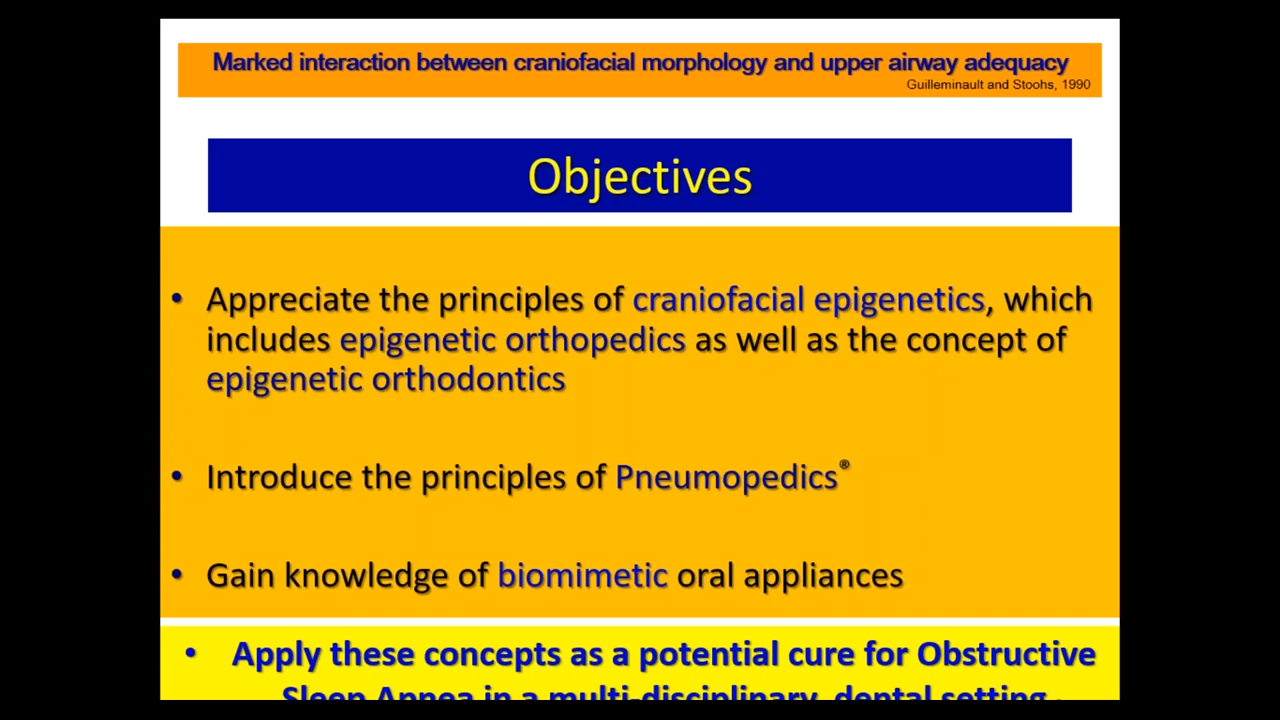 Marked interaction between craniofacial morphology and upper airway adequacy
Guilleminault and Stoohs, 1990
Objectives
• Appreciate the principles of craniofacial epigenetics, which
includes epigenetic orthopedics as well as the concept of
epigenetic orthodontics
• Introduce the principles of Pneumopedics®
• Gain knowledge of biomimetic oral appliances
• Apply these concepts as a potential cure for Obstructive
Sleep Apnea in a multi-disciplinary, dental setting.